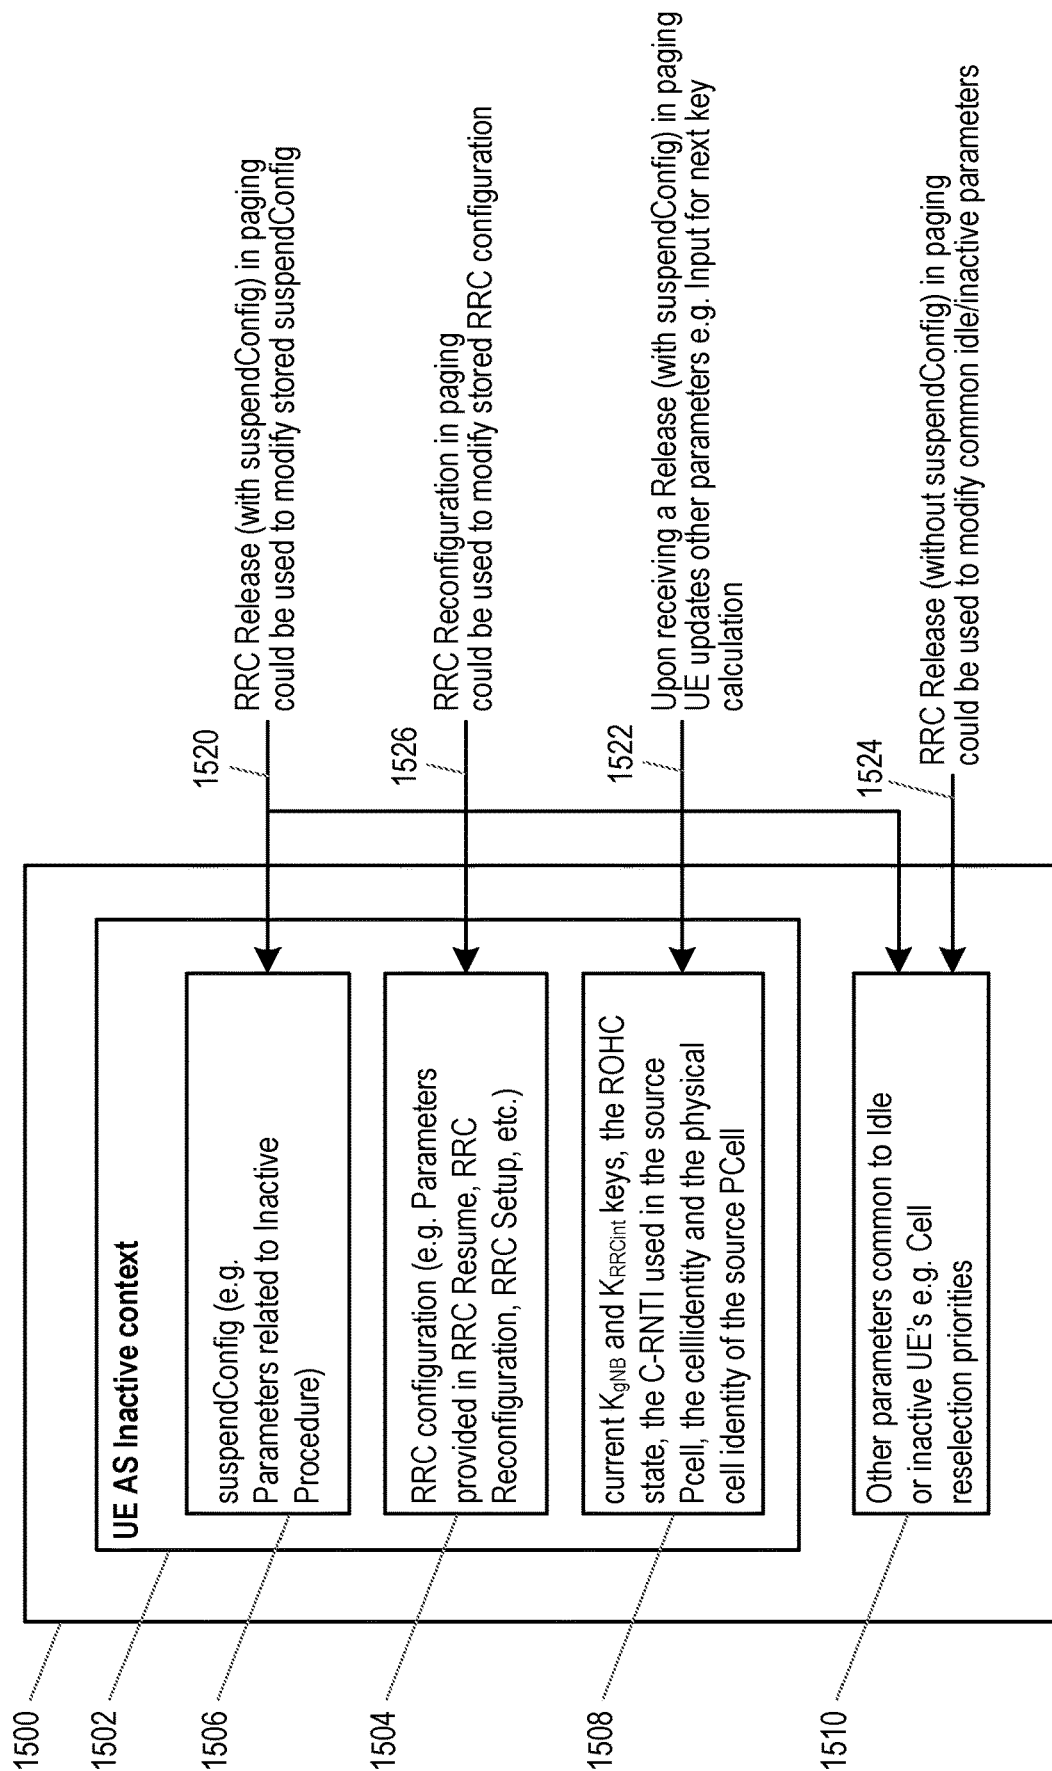 1500
1502
1506
1504
1508
1510
UE AS Inactive context
suspendConfig (e.g.
Parameters related to Inactive
Procedure)
RRC configuration (e.g. Parameters
provided in RRC Resume, RRC
Reconfiguration, RRC Setup, etc.)
current KgNB and KRRCint keys, the ROHC
state, the C-RNTI used in the source
Pcell, the cellidentity and the physical
cell identity of the source PCell
Other parameters common to Idle
or inactive UE's e.g. Cell
reselection priorities
1520
RRC Release (with suspendConfig) in paging
could be used to modify stored suspendConfig
1526
RRC Reconfiguration in paging
could be used to modify stored RRC configuration
1522
Upon receiving a Release (with suspendConfig) in paging
UE updates other parameters e.g. Input for next key
calculation
1524
RRC Release (without suspendConfig) in paging
could be used to modify common idle/inactive parameters